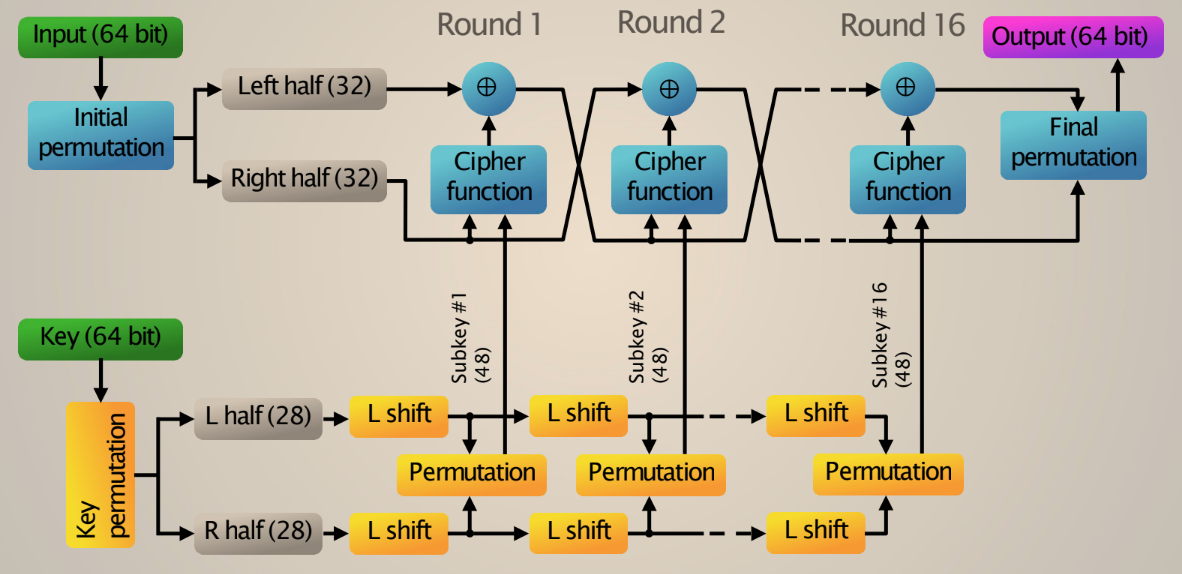 Round 1
Round 2
Round 16
Input (64 bit)
Output (64 bit)
Left half (32)
⊕
⊕
⊕
Initial
permutation
Final
permutation
Right half (32)
Cipher
function
Cipher
function
Cipher
function
Subkey #1
(48)
Subkey #2
(48)
Subkey #16
(48)
Key (64 bit)
Key
permutation
L half (28)
L shift
L shift
L shift
Permutation
Permutation
Permutation
R half (28)
L shift
L shift
L shift